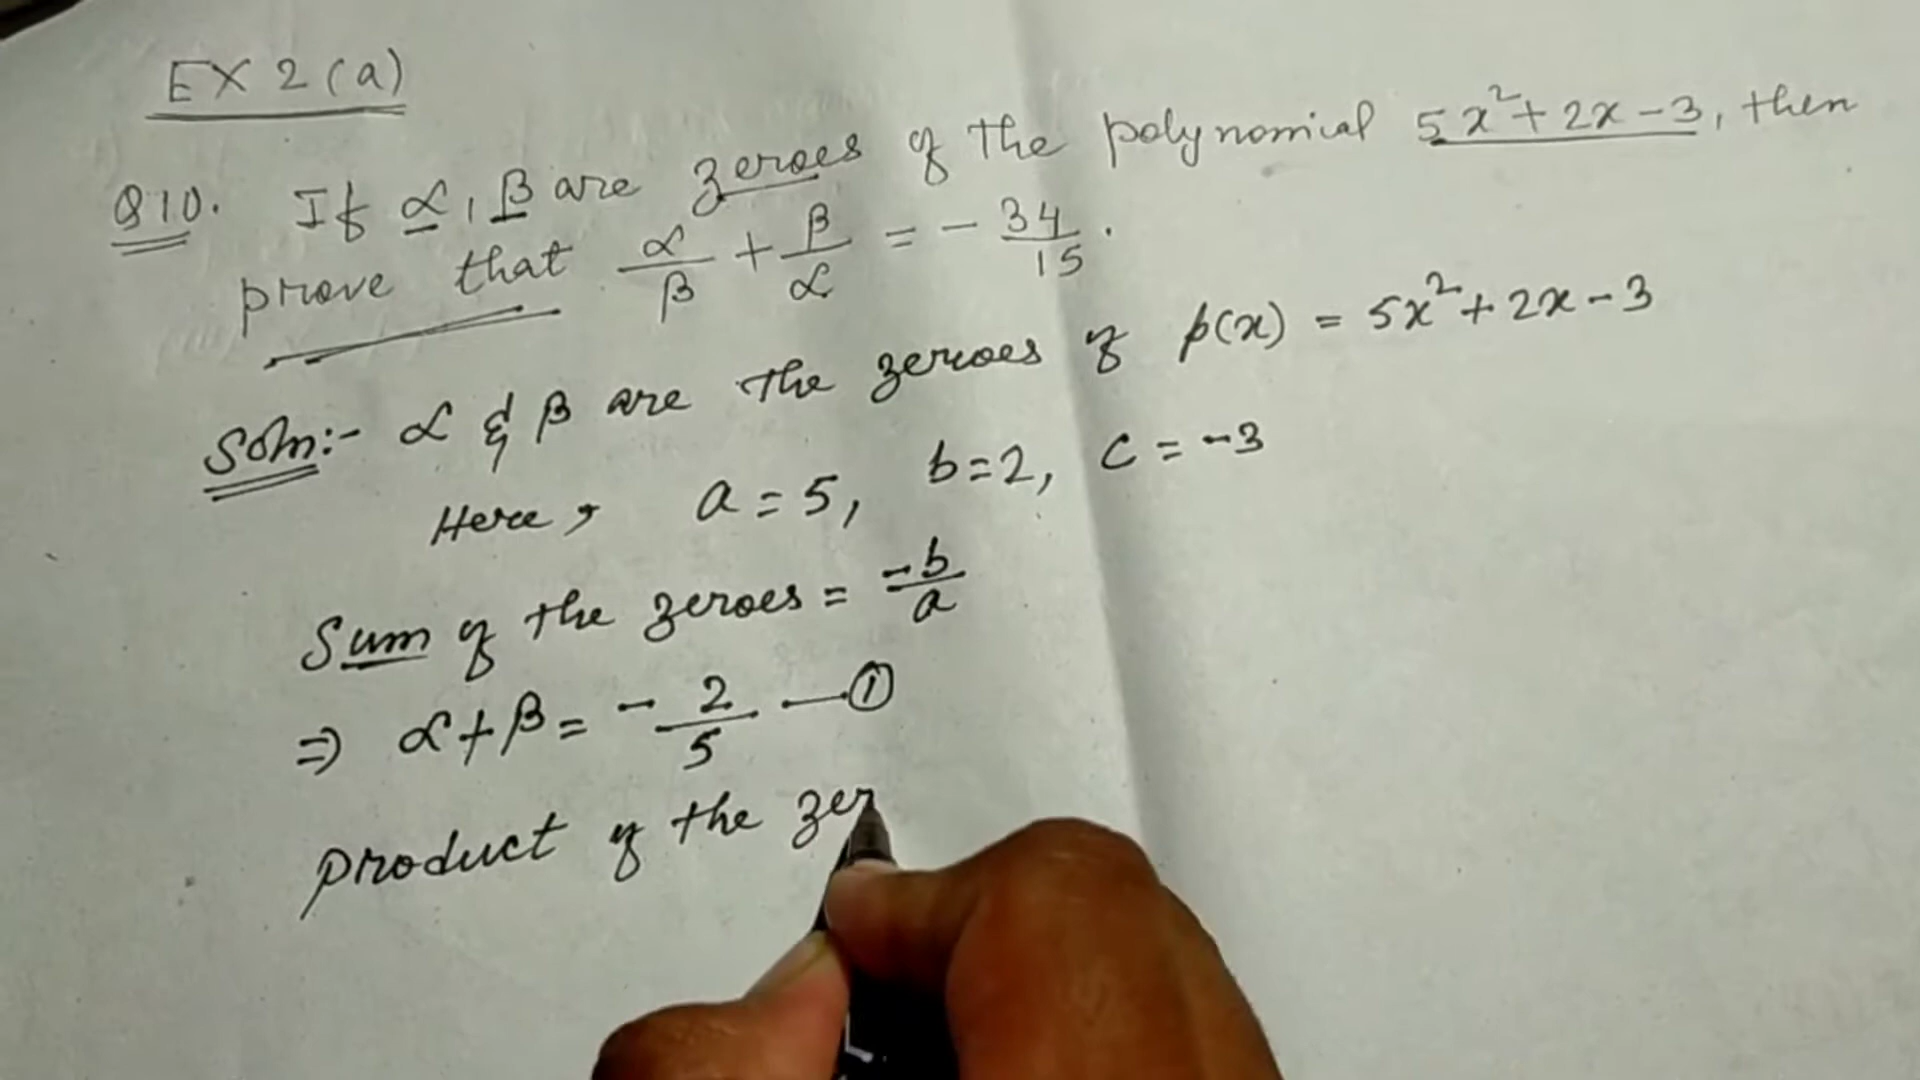 EX 2 (a)
Q10. If α, β are zeroes of the polynomial 5x²+2x-3, then
prove that α/β + β/α = - 34/15.
Soln:- α & β are the zeroes of p(x) = 5x²+2x-3
Here, a=5, b=2, c=-3
Sum of the zeroes = -b/a
⇒ α+β = - 2/5 —①
product of the zer